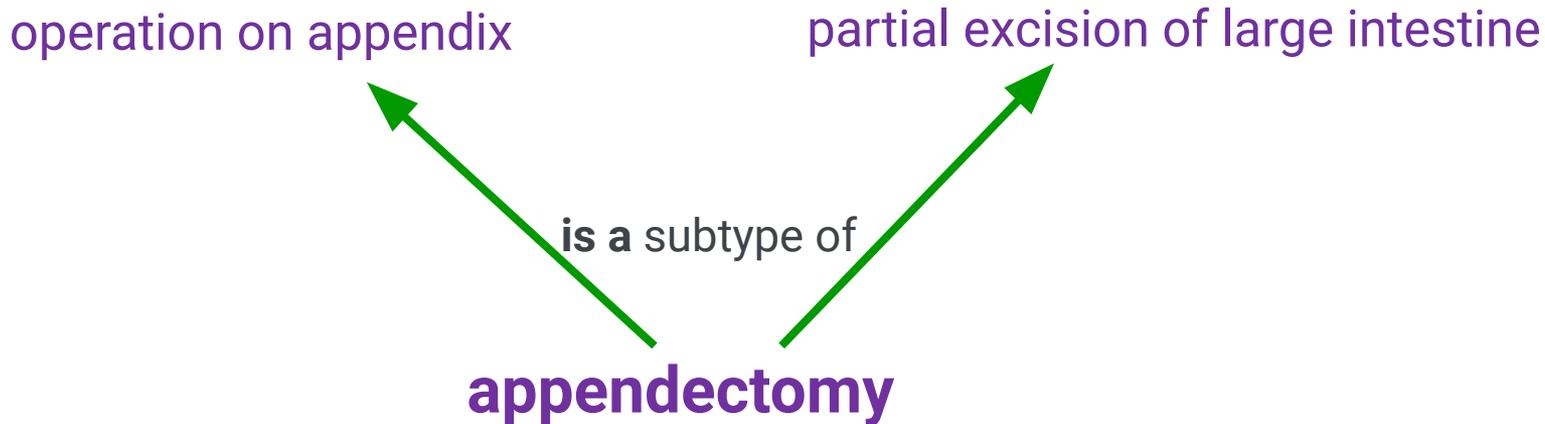 operation on appendix
partial excision of large intestine
is a subtype of
appendectomy